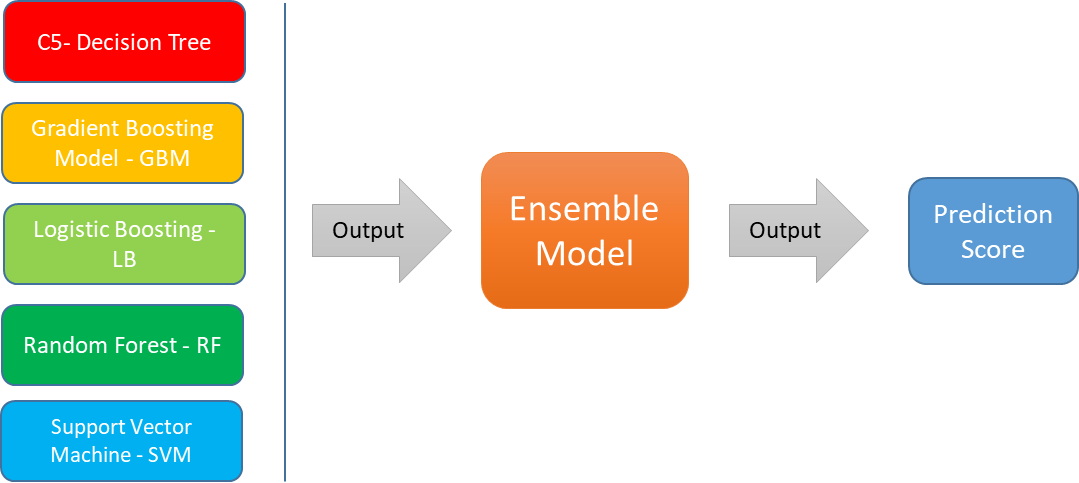 C5- Decision Tree
Gradient Boosting
Model - GBM
Logistic Boosting -
LB
Random Forest - RF
Support Vector
Machine - SVM
Output
Ensemble
Model
Output
Prediction
Score